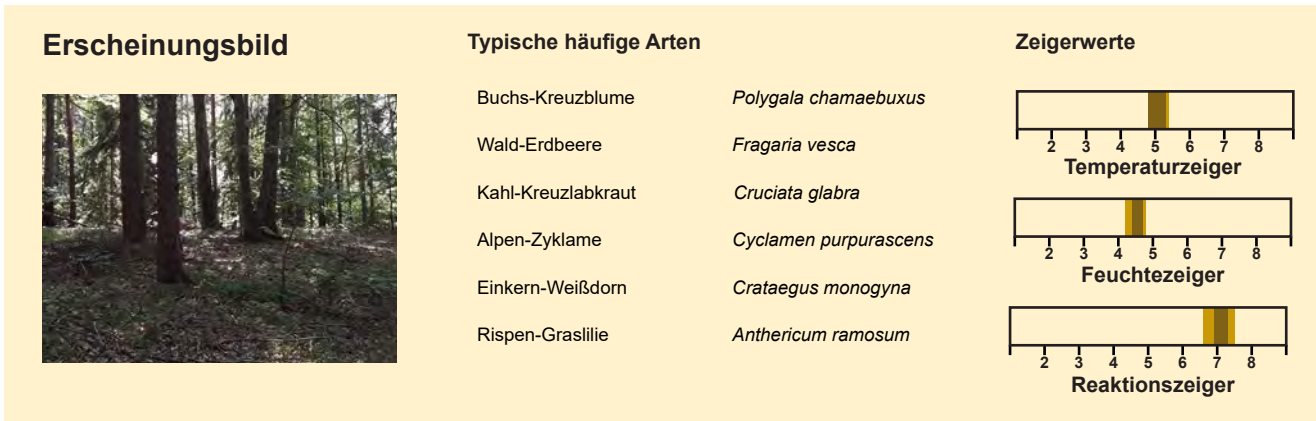 Erscheinungsbild
Typische häufige Arten
Buchs-Kreuzblume Polygala chamaebuxus
Wald-Erdbeere Fragaria vesca
Kahl-Kreuzlabkraut Cruciata glabra
Alpen-Zyklame Cyclamen purpurascens
Einkern-Weißdorn Crataegus monogyna
Rispen-Graslilie Anthericum ramosum
Zeigerwerte
2 3 4 5 6 7 8
Temperaturzeiger
2 3 4 5 6 7 8
Feuchtezeiger
2 3 4 5 6 7 8
Reaktionszeiger